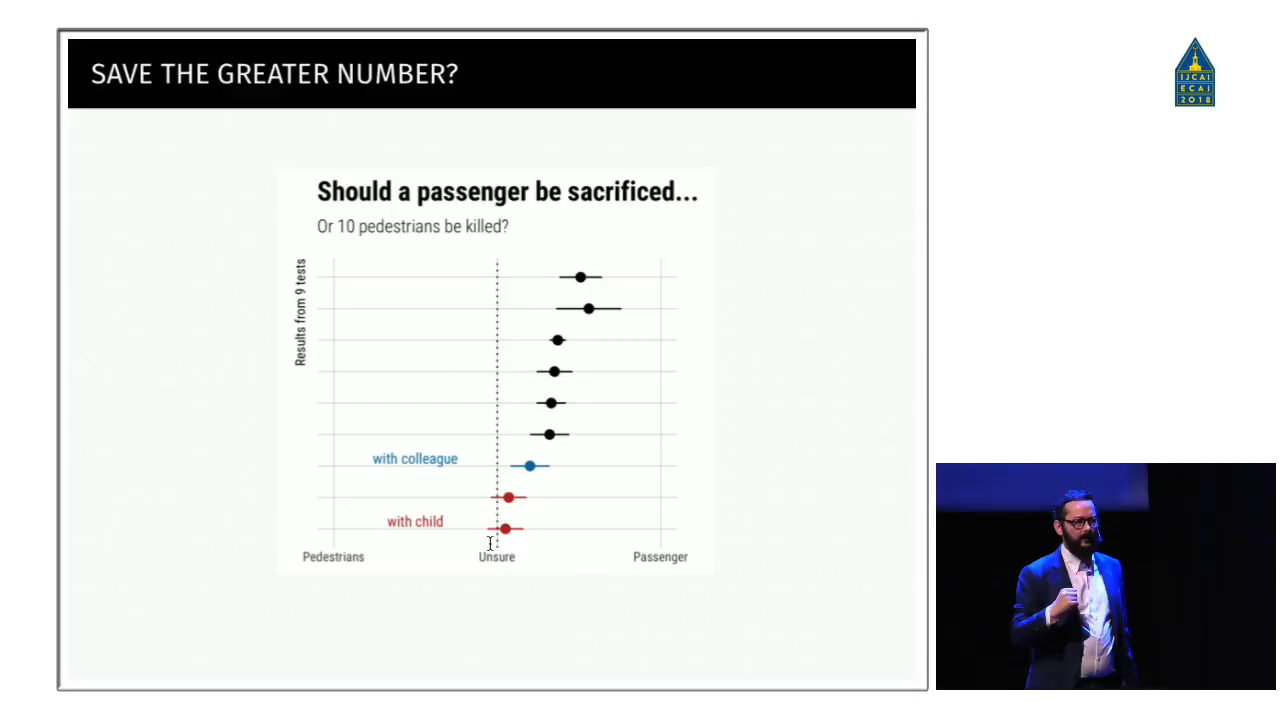 SAVE THE GREATER NUMBER?
IJCAI
ECAI
2018
Should a passenger be sacrificed...
Or 10 pedestrians be killed?
Results from 9 tests
with colleague
with child
Pedestrians
Unsure
Passenger